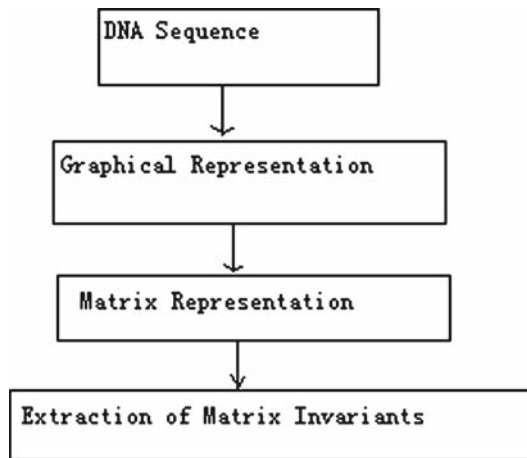 DNA Sequence
Graphical Representation
Matrix Representation
Extraction of Matrix Invariants